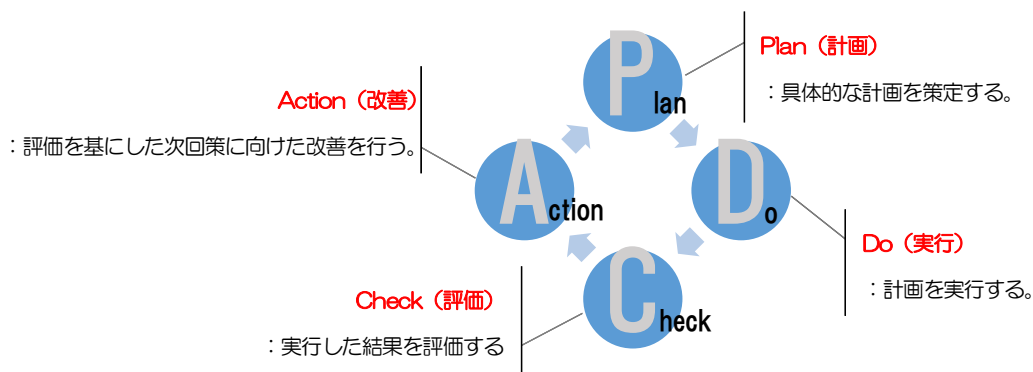 Plan
Plan（計画）
：具体的な計画を策定する。
Action（改善）
：評価を基にした次回策に向けた改善を行う。
Action
Do
Do（実行）
：計画を実行する。
Check
Check（評価）
：実行した結果を評価する